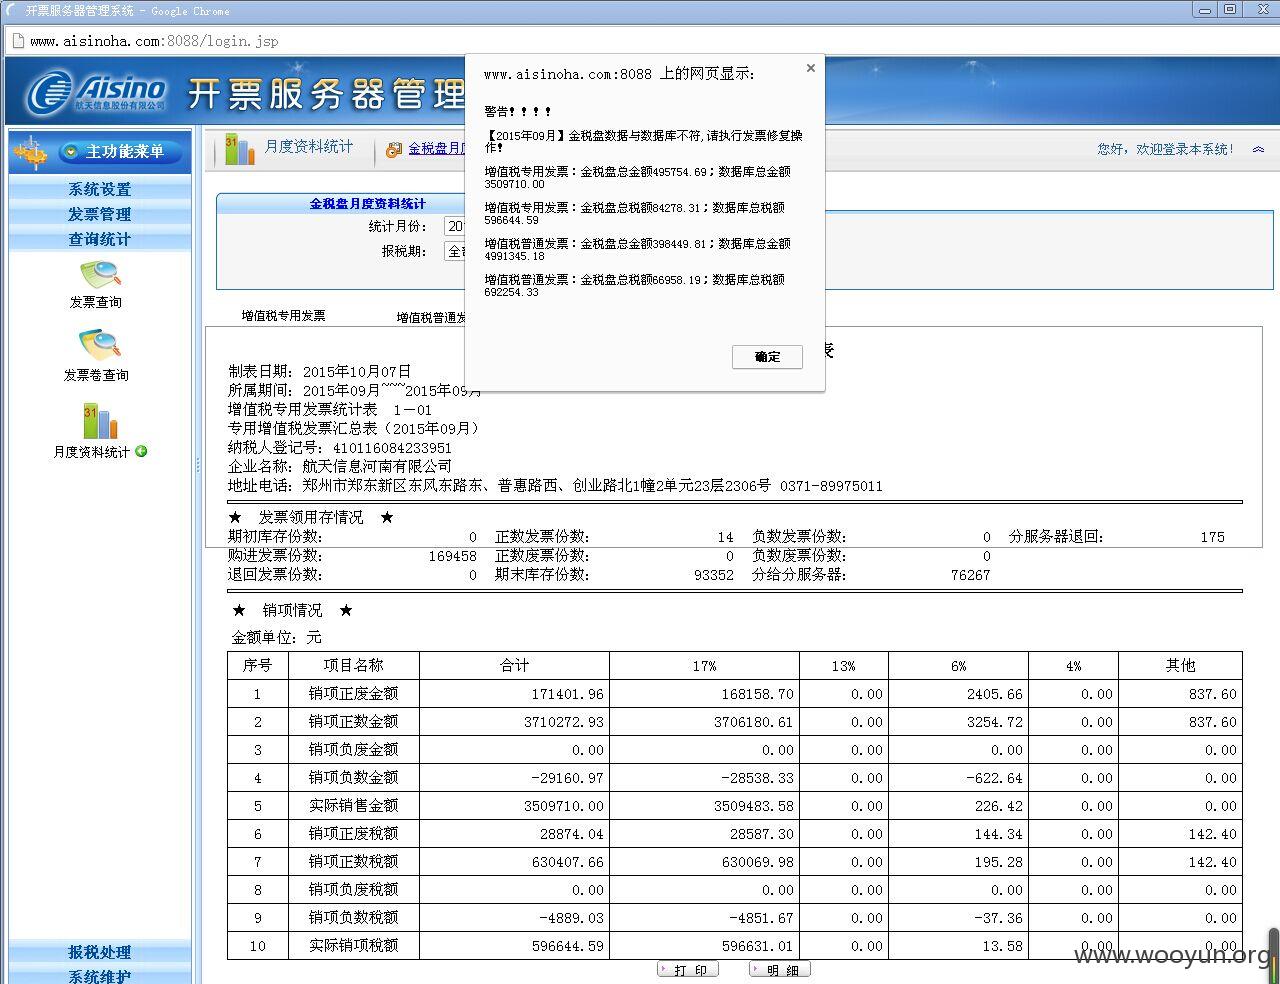 开票服务器管理系统 - Google Chrome
www.aisinoha.com:8088/login.jsp
Aisino
航天信息股份有限公司
开票服务器管理
主功能菜单
系统设置
发票管理
查询统计
发票查询
发票卷查询
31
月度资料统计
报税处理
系统维护
31
月度资料统计
金税盘月度
您好，欢迎登录本系统！
www.aisinoha.com:8088 上的网页显示：
警告！！！！
【2015年09月】金税盘数据与数据库不符,请执行发票修复操
作！
增值税专用发票：金税盘总金额495754.69；数据库总金额
3509710.00
增值税专用发票：金税盘总税额84278.31；数据库总税额
596644.59
增值税普通发票：金税盘总金额398449.81；数据库总金额
4991345.18
增值税普通发票：金税盘总税额66958.19；数据库总税额
692254.33
确定
金税盘月度资料统计
统计月份： 20
报税期： 全
增值税专用发票 增值税普通发
表
制表日期：2015年10月07日
所属期间：2015年09月~~~2015年09月
增值税专用发票统计表 1－01
专用增值税发票汇总表（2015年09月）
纳税人登记号：410116084233951
企业名称：航天信息河南有限公司
地址电话：郑州市郑东新区东风东路东、普惠路西、创业路北1幢2单元23层2306号 0371-89975011
★ 发票领用存情况 ★
期初库存份数： 0 正数发票份数： 14 负数发票份数： 0 分服务器退回： 175
购进发票份数： 169458 正数废票份数： 0 负数废票份数： 0
退回发票份数： 0 期末库存份数： 93352 分给分服务器： 76267
★ 销项情况 ★
金额单位：元
序号 项目名称 合计 17% 13% 6% 4% 其他
1 销项正废金额 171401.96 168158.70 0.00 2405.66 0.00 837.60
2 销项正数金额 3710272.93 3706180.61 0.00 3254.72 0.00 837.60
3 销项负废金额 0.00 0.00 0.00 0.00 0.00 0.00
4 销项负数金额 -29160.97 -28538.33 0.00 -622.64 0.00 0.00
5 实际销售金额 3509710.00 3509483.58 0.00 226.42 0.00 0.00
6 销项正废税额 28874.04 28587.30 0.00 144.34 0.00 142.40
7 销项正数税额 630407.66 630069.98 0.00 195.28 0.00 142.40
8 销项负废税额 0.00 0.00 0.00 0.00 0.00 0.00
9 销项负数税额 -4889.03 -4851.67 0.00 -37.36 0.00 0.00
10 实际销项税额 596644.59 596631.01 0.00 13.58 0.00 0.00
打 印 明 细
www.wooyun.org